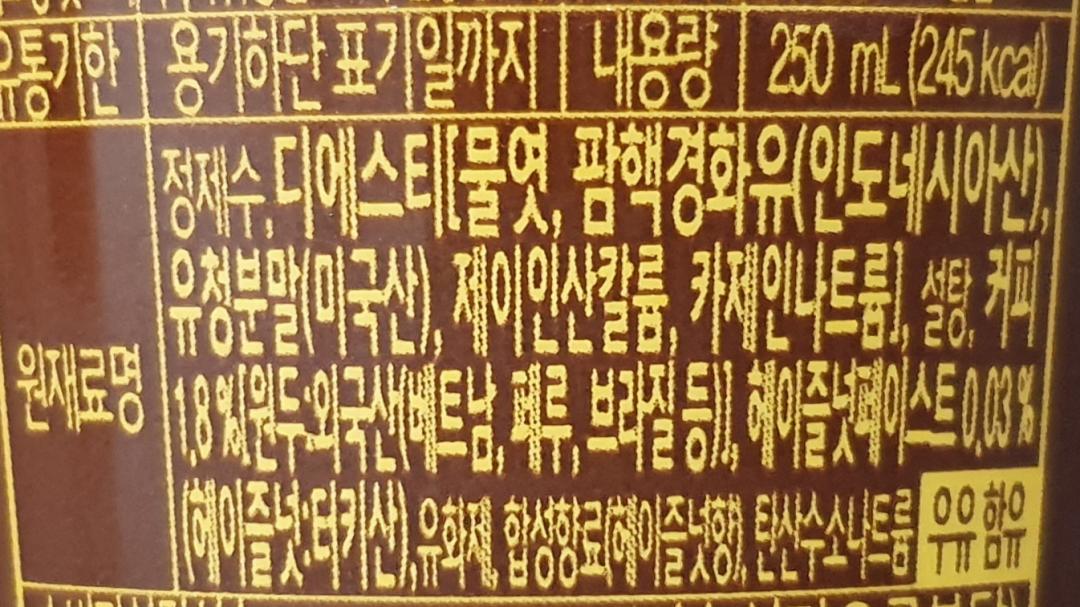 유통기한 용기하단 표기일까지 내용량 250 mL (245 kcal)
정제수, 디에스티[물엿, 팜핵경화유(인도네시아산),
유청분말(미국산), 제이인산칼륨, 카제인나트륨], 설탕, 커피
원재료명
1.8%[원두:외국산(베트남, 페루, 브라질 등)], 헤이즐넛페이스트 0.03%
(헤이즐넛:터키산), 유화제, 합성향료(헤이즐넛향), 탄산수소나트륨 우유 함유